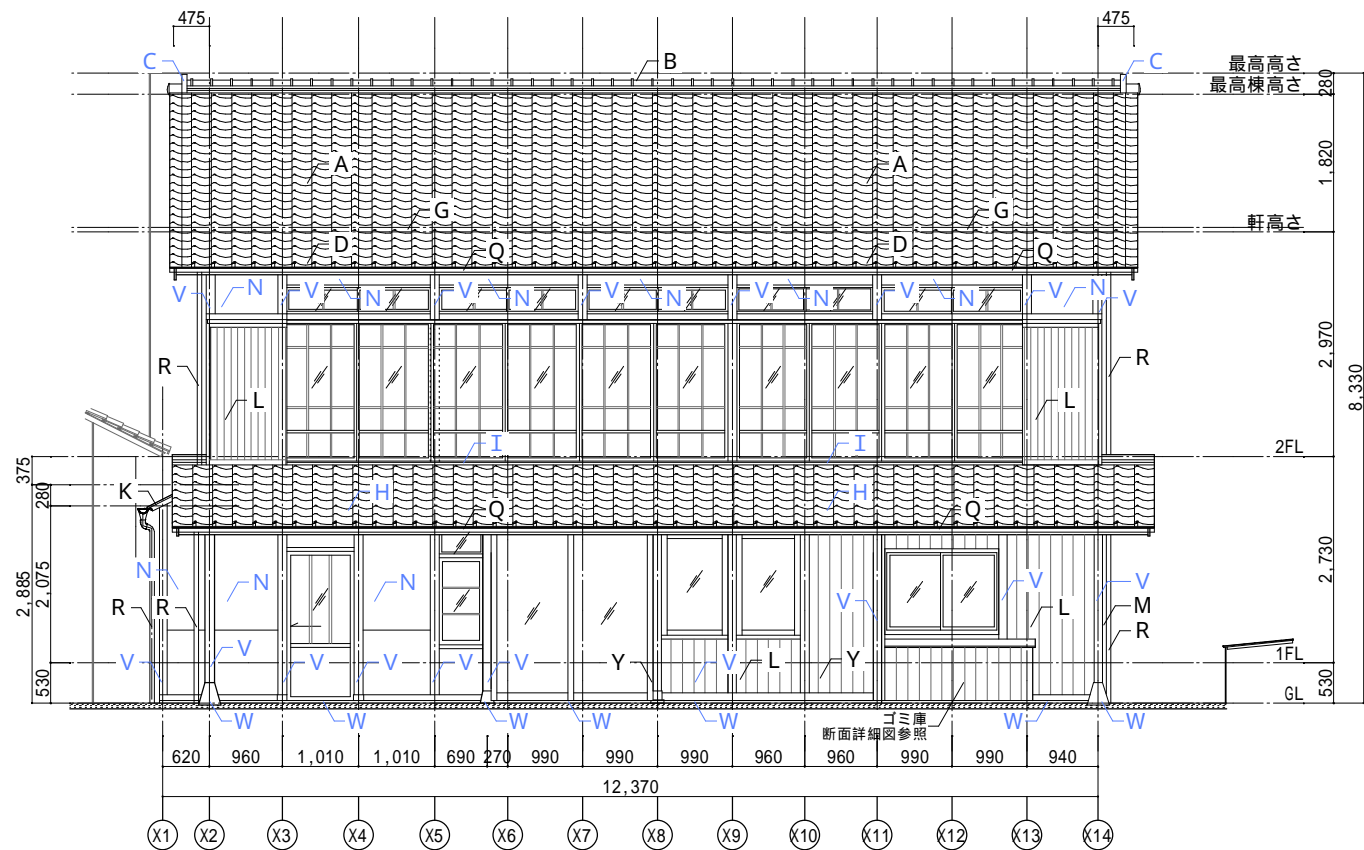 475
475
C
B
C
最高高さ
最高棟高さ
280
A
A
1,820
G
G
軒高さ
D
Q
D
Q
V
N
V
N
V
N
V
N
V
N
V
N
V
N
V
2,970
8,330
R
R
L
L
I
I
2FL
375
280
K
H
H
Q
Q
2,885
2,075
2,730
N
N
N
V
V
V
R
R
L
M
R
V
V
V
V
V
V
Y
V
L
Y
1FL
530
530
GL
W
W
W
W
W
W
W
ゴミ庫
断面詳細図参照
620
960
1,010
1,010
690
270
990
990
990
960
960
990
990
940
12,370
X1
X2
X3
X4
X5
X6
X7
X8
X9
X10
X11
X12
X13
X14